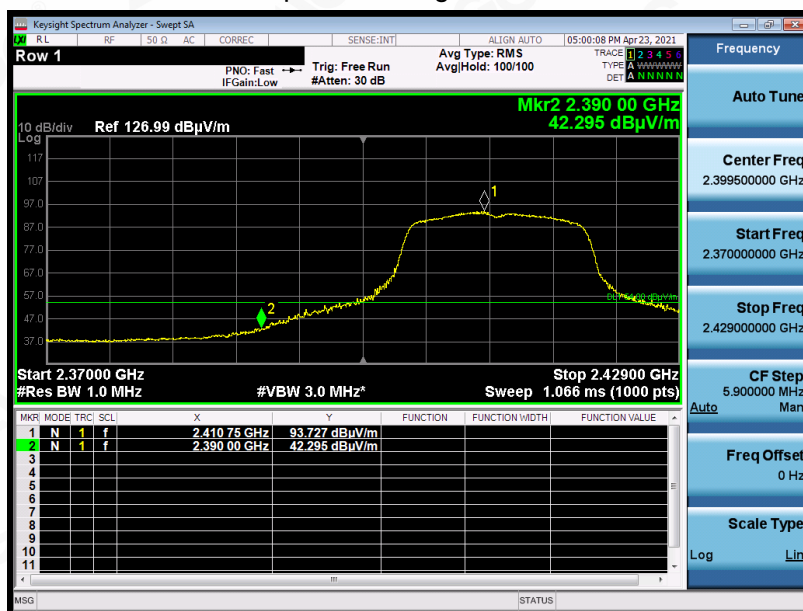 Keysight Spectrum Analyzer - Swept SA
LXI RL RF 50 Ω AC CORREC SENSE:INT ALIGN AUTO 05:00:08 PM Apr 23, 2021
Row 1
PNO: Fast
IFGain:Low
Trig: Free Run
#Atten: 30 dB
Avg Type: RMS
Avg|Hold: 100/100
TRACE 1 2 3 4 5 6
TYPE A WWWWW
DET A N N N N N
Mkr2 2.390 00 GHz
42.295 dBµV/m
10 dB/div Ref 126.99 dBµV/m
Log
117
107
97.0
87.0
77.0
67.0
57.0
47.0
37.0
1
2
Start 2.37000 GHz
Stop 2.42900 GHz
#Res BW 1.0 MHz
#VBW 3.0 MHz*
Sweep 1.066 ms (1000 pts)
MKR MODE TRC SCL X Y FUNCTION FUNCTION WIDTH FUNCTION VALUE
1 N 1 f 2.410 75 GHz 93.727 dBµV/m
2 N 1 f 2.390 00 GHz 42.295 dBµV/m
3
4
5
6
7
8
9
10
11
MSG
STATUS
Frequency
Auto Tune
Center Freq
2.399500000 GHz
Start Freq
2.370000000 GHz
Stop Freq
2.429000000 GHz
CF Step
5.900000 MHz
Auto Man
Freq Offset
0 Hz
Scale Type
Log Lin